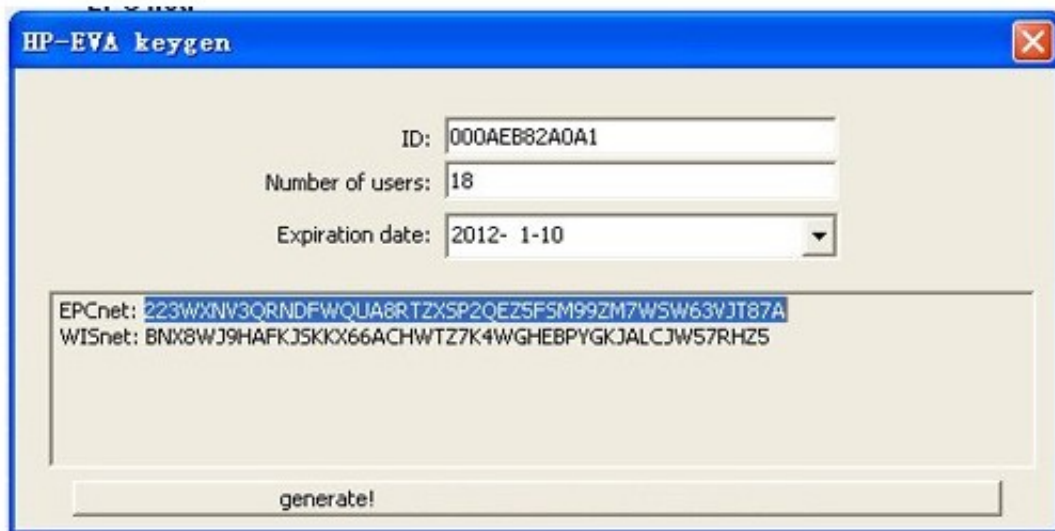 HP-EVA keygen
ID: 000AEB82A0A1
Number of users: 18
Expiration date: 2012- 1-10
EPCnet: 223WXNV3QRNDFWQUA8RTZXSP2QEZ5FSM99ZM7WSW63VJT87A
WISnet: BNX8WJ9HAFKJSKKX66ACHWTZ7K4WGHEBPYGKJALCJW57RHZ5
generate!